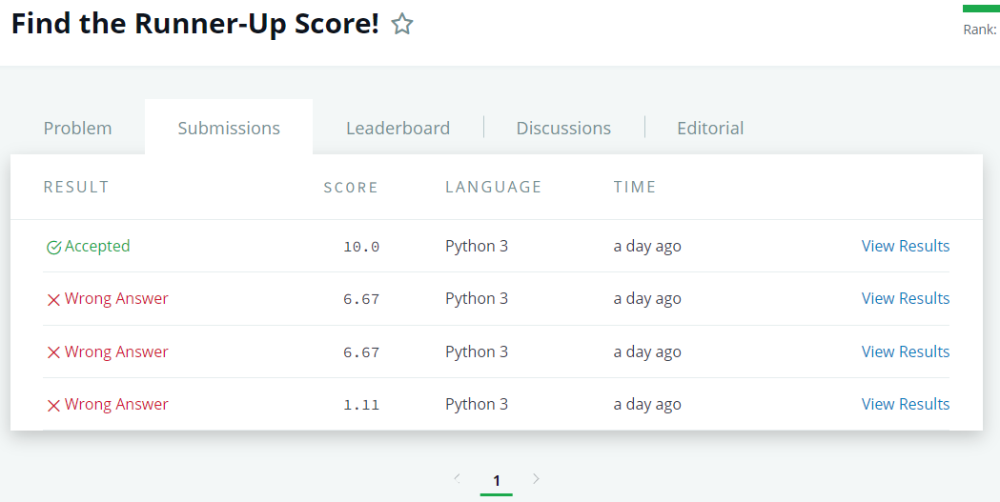 Find the Runner-Up Score!
Rank:
Problem Submissions Leaderboard Discussions Editorial
RESULT SCORE LANGUAGE TIME
Accepted 10.0 Python 3 a day ago View Results
Wrong Answer 6.67 Python 3 a day ago View Results
Wrong Answer 6.67 Python 3 a day ago View Results
Wrong Answer 1.11 Python 3 a day ago View Results
1